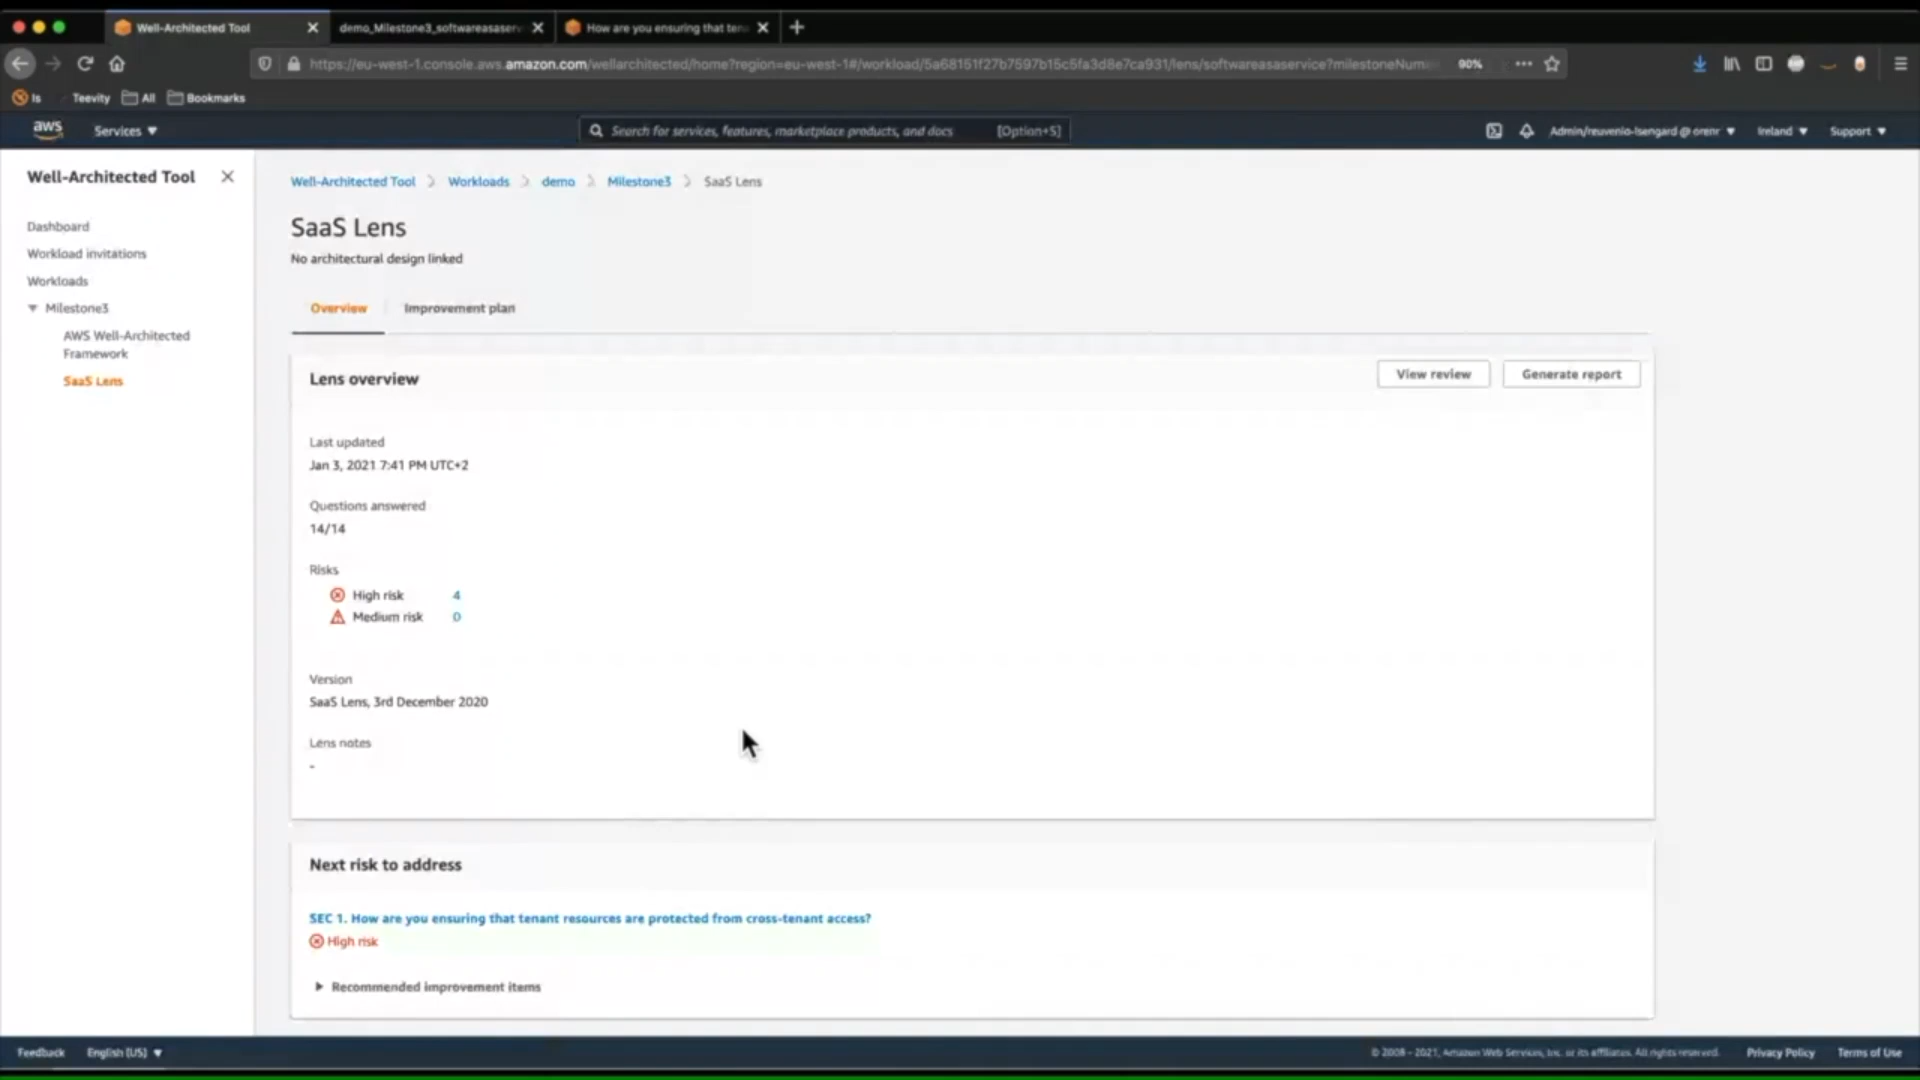 Well-Architected Tool
demo_Milestone3_softwareasaserv
How are you ensuring that ten
https://eu-west-1.console.aws.amazon.com/wellarchitected/home?region=eu-west-1#/workload/5a68151f27b7597b15c5fa3d8e7ca931/lens/softwareasaservice?milestoneNum
90%
Is
Teevity
All
Bookmarks
aws
Services
Search for services, features, marketplace products, and docs
[Option+S]
Admin/reuvenio-Isengard @ orenr
Ireland
Support
Well-Architected Tool
Dashboard
Workload invitations
Workloads
Milestone3
AWS Well-Architected
Framework
SaaS Lens
Well-Architected Tool
Workloads
demo
Milestone3
SaaS Lens
SaaS Lens
No architectural design linked
Overview
Improvement plan
Lens overview
View review
Generate report
Last updated
Jan 3, 2021 7:41 PM UTC+2
Questions answered
14/14
Risks
High risk 4
Medium risk 0
Version
SaaS Lens, 3rd December 2020
Lens notes
-
Next risk to address
SEC 1. How are you ensuring that tenant resources are protected from cross-tenant access?
High risk
Recommended improvement items
Feedback
English (US)
© 2008 - 2021, Amazon Web Services, Inc. or its affiliates. All rights reserved.
Privacy Policy
Terms of Use